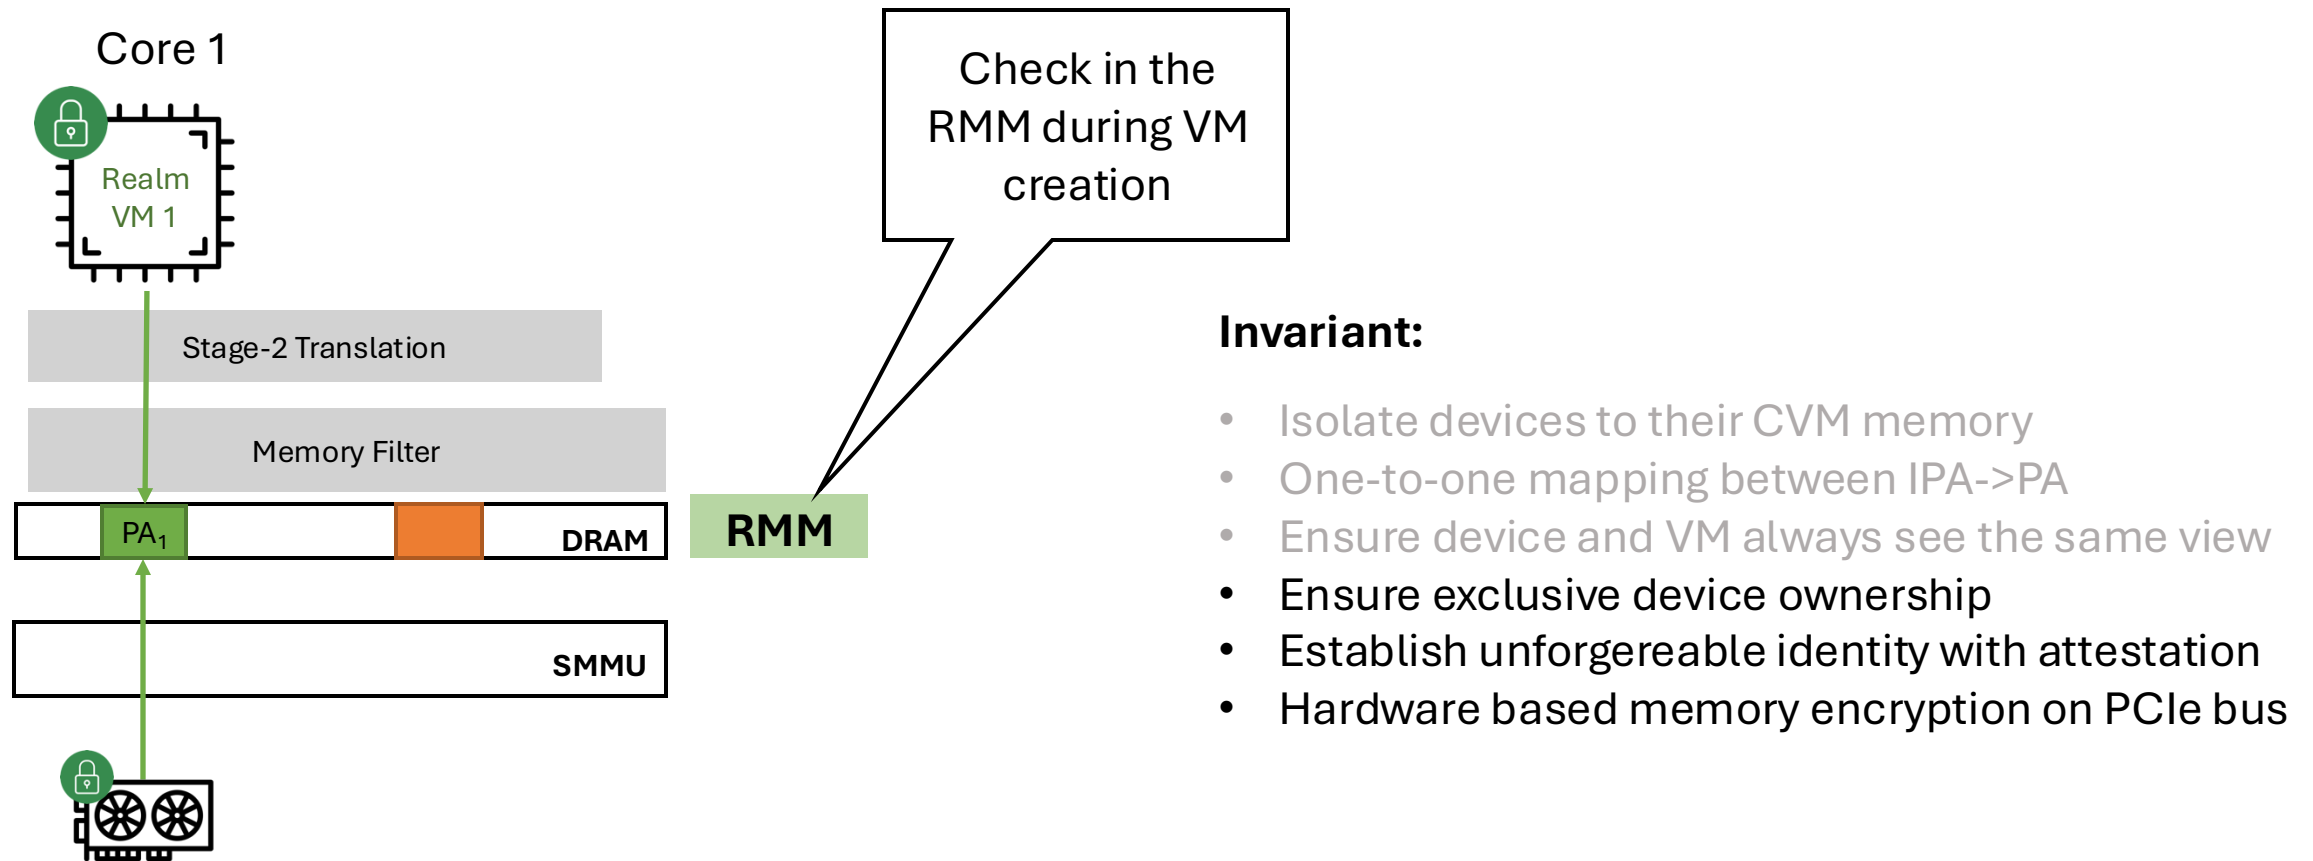 Core 1
Realm
VM 1
Stage-2 Translation
Memory Filter
PA₁
DRAM
SMMU
RMM
Check in the
RMM during VM
creation
Invariant:
• Isolate devices to their CVM memory
• One-to-one mapping between IPA->PA
• Ensure device and VM always see the same view
• Ensure exclusive device ownership
• Establish unforgereable identity with attestation
• Hardware based memory encryption on PCIe bus